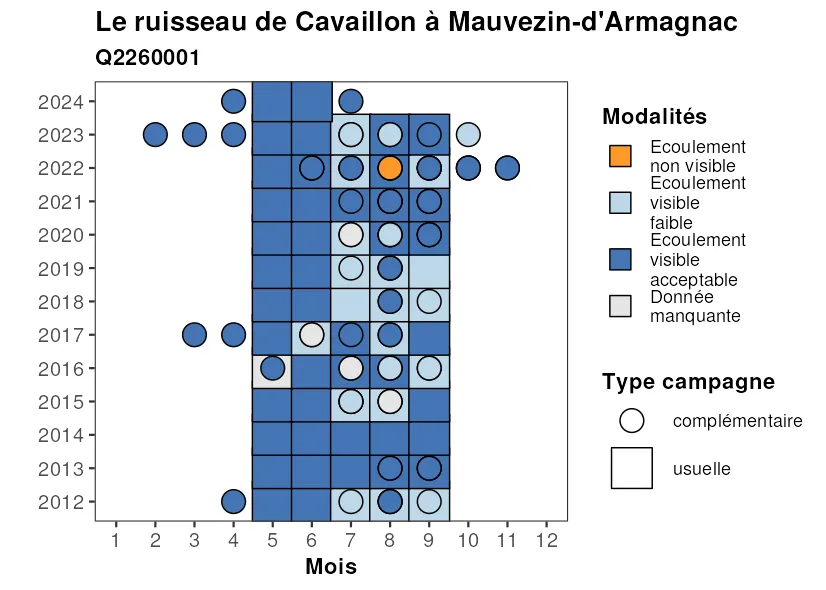 Le ruisseau de Cavaillon à Mauvezin-d'Armagnac
Q2260001
2024
2023
2022
2021
2020
2019
2018
2017
2016
2015
2014
2013
2012
1 2 3 4 5 6 7 8 9 10 11 12
Mois
Modalités
Ecoulement
non visible
Ecoulement
visible
faible
Ecoulement
visible
acceptable
Donnée
manquante
Type campagne
complémentaire
usuelle